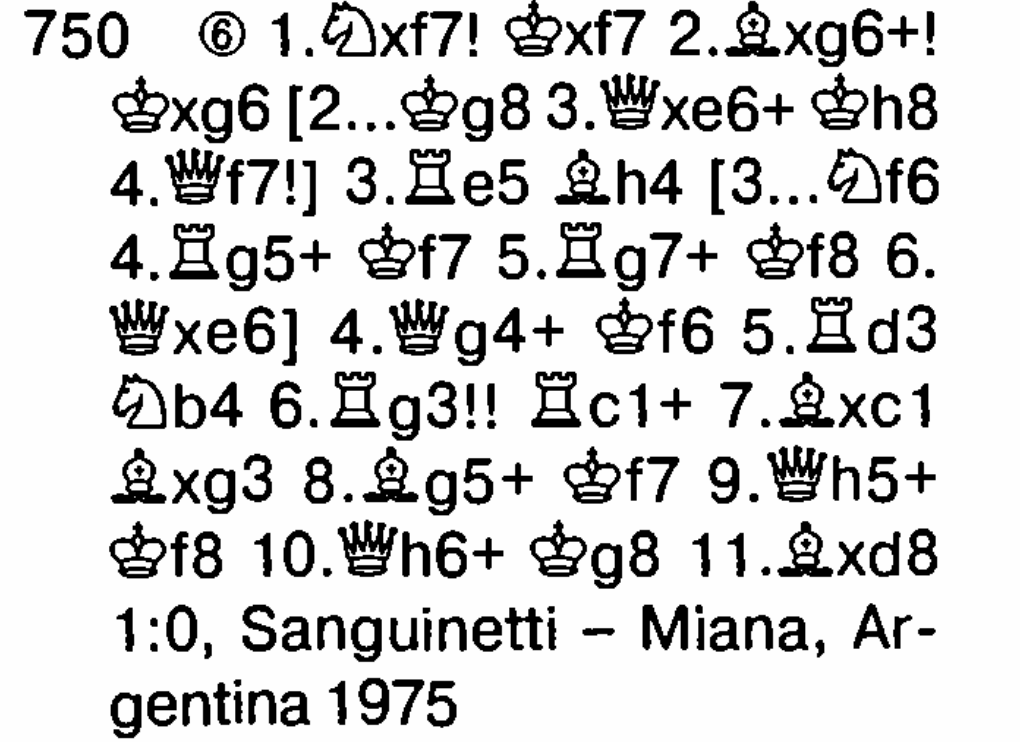 750 ⑥ 1.♘xf7! ♔xf7 2.♗xg6+!
♔xg6 [2...♔g8 3.♕xe6+ ♔h8
4.♕f7!] 3.♖e5 ♗h4 [3...♘f6
4.♖g5+ ♔f7 5.♖g7+ ♔f8 6.
♕xe6] 4.♕g4+ ♔f6 5.♖d3
♘b4 6.♖g3!! ♖c1+ 7.♗xc1
♗xg3 8.♗g5+ ♔f7 9.♕h5+
♔f8 10.♕h6+ ♔g8 11.♗xd8
1:0, Sanguinetti – Miana, Ar-
gentina 1975